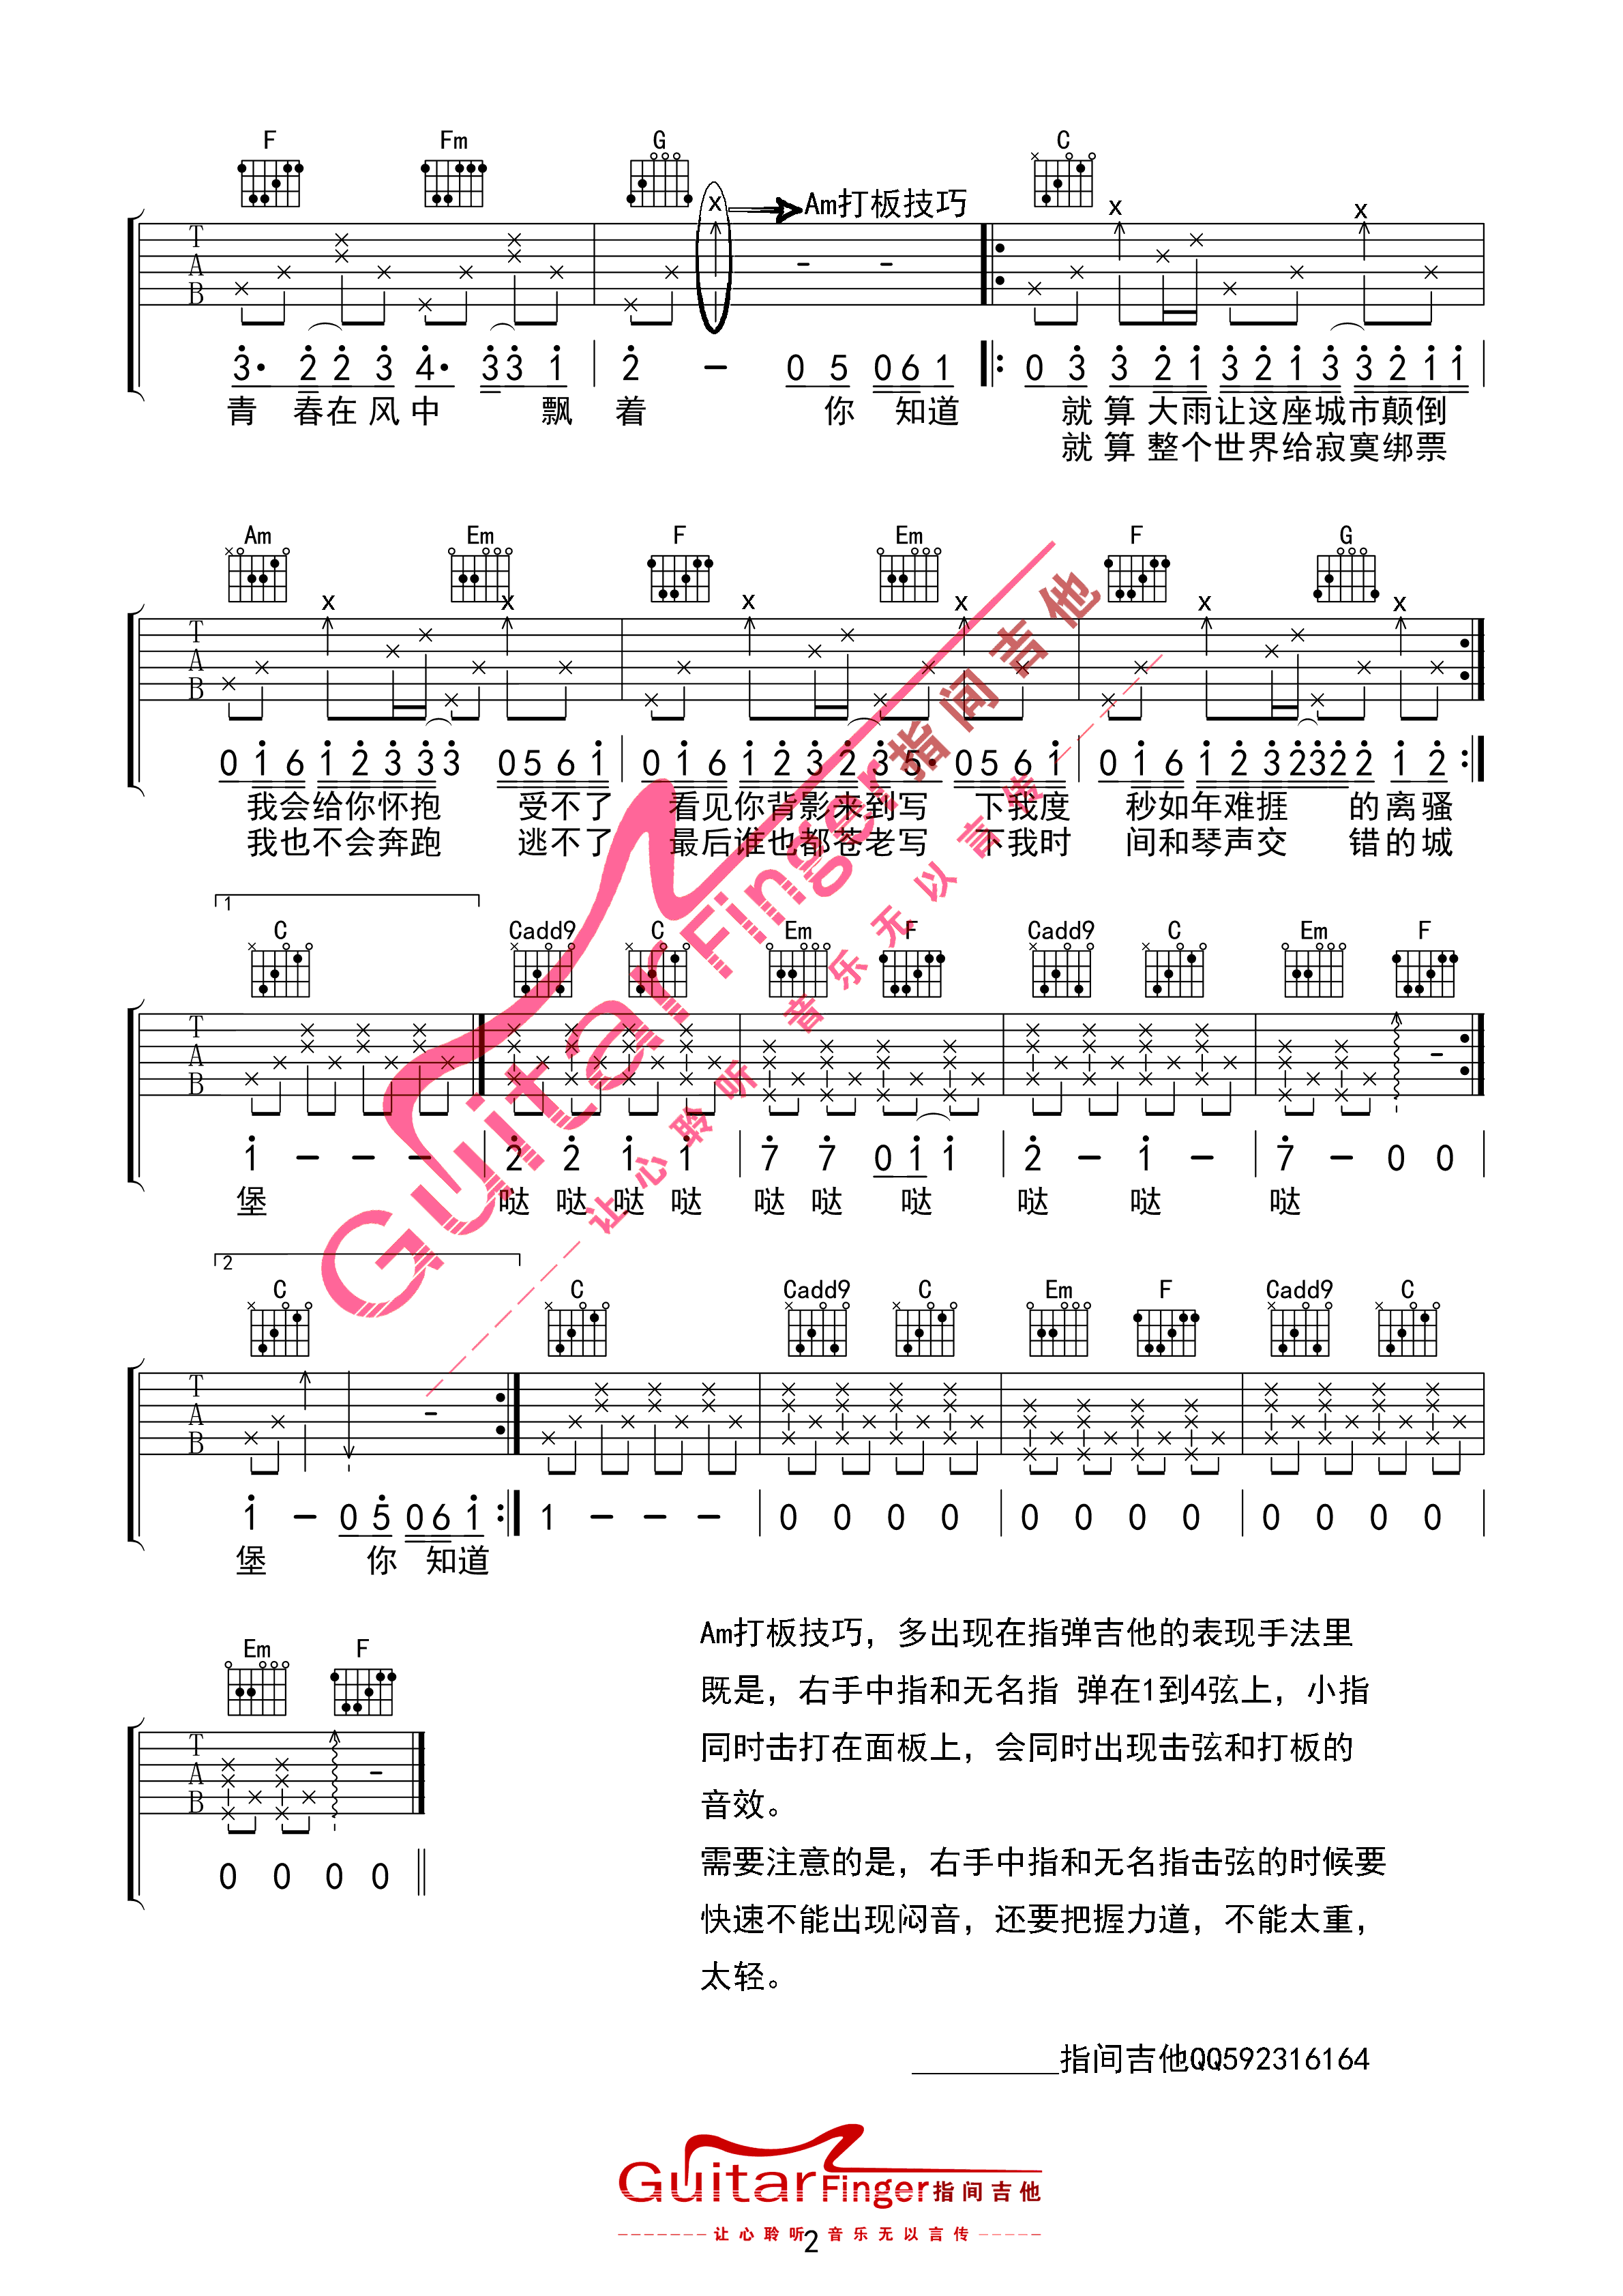 F Fm G C
Am打板技巧
3· 2 2 3 4· 3 3 1 2 - 0 5 0 6 1 0 3 3 2 1 3 2 1 3 3 2 1 1
青 春在 风 中 飘 着 你 知道 就 算 大雨让这座城市颠倒
就 算 整个世界给寂寞绑票
Am Em F Em F G
0 1 6 1 2 3 3 3 0 5 6 1 0 1 6 1 2 3 2 3 5· 0 5 6 1 0 1 6 1 2 3 2 3 2 2 1 2
我会给你怀抱 受不了 看见你背影来到写 下我度 秒如年难捱 的离骚
我也不会奔跑 逃不了 最后谁也都苍老写 下我时 间和琴声交 错的城
1
C Cadd9 C Em F Cadd9 C Em F
1 - - - 2 2 1 1 7 7 0 1 1 2 - 1 - 7 - 0 0
堡 哒 哒 哒 哒 哒 哒 哒 哒 哒 哒
2
C C Cadd9 C Em F Cadd9 C
1 - 0 5 0 6 1 1 - - - 0 0 0 0 0 0 0 0 0 0 0 0
堡 你 知道
Em F
0 0 0 0
Am打板技巧，多出现在指弹吉他的表现手法里
既是，右手中指和无名指 弹在1到4弦上，小指
同时击打在面板上，会同时出现击弦和打板的
音效。
需要注意的是，右手中指和无名指击弦的时候要
快速不能出现闷音，还要把握力道，不能太重，
太轻。
________指间吉他QQ592316164
GuitarFinger指间吉他
让心聆听 音乐无以言传
GuitarFinger指间吉他
让心聆听 音乐无以言传
2